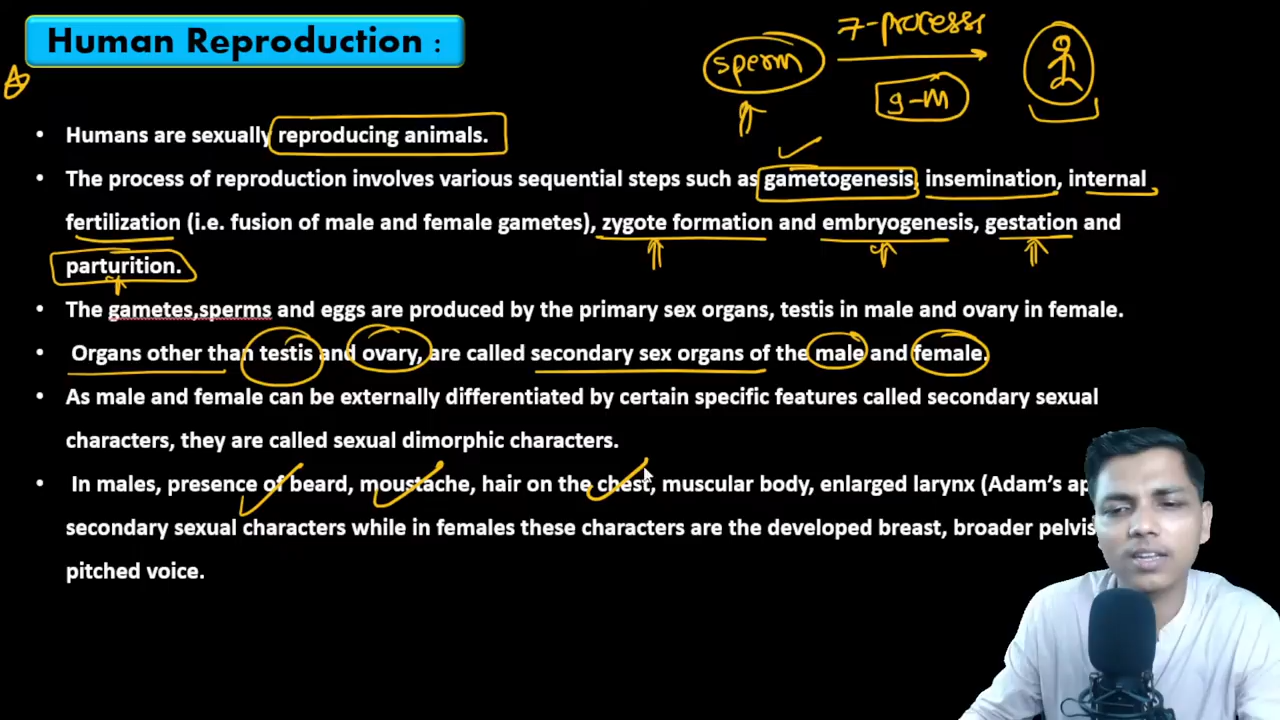 Human Reproduction :
sperm
7-process
g-m
• Humans are sexually reproducing animals.
• The process of reproduction involves various sequential steps such as gametogenesis, insemination, internal
fertilization (i.e. fusion of male and female gametes), zygote formation and embryogenesis, gestation and
parturition.
• The gametes,sperms and eggs are produced by the primary sex organs, testis in male and ovary in female.
• Organs other than testis and ovary, are called secondary sex organs of the male and female.
• As male and female can be externally differentiated by certain specific features called secondary sexual
characters, they are called sexual dimorphic characters.
• In males, presence of beard, moustache, hair on the chest, muscular body, enlarged larynx (Adam's
secondary sexual characters while in females these characters are the developed breast, broader pelvis
pitched voice.